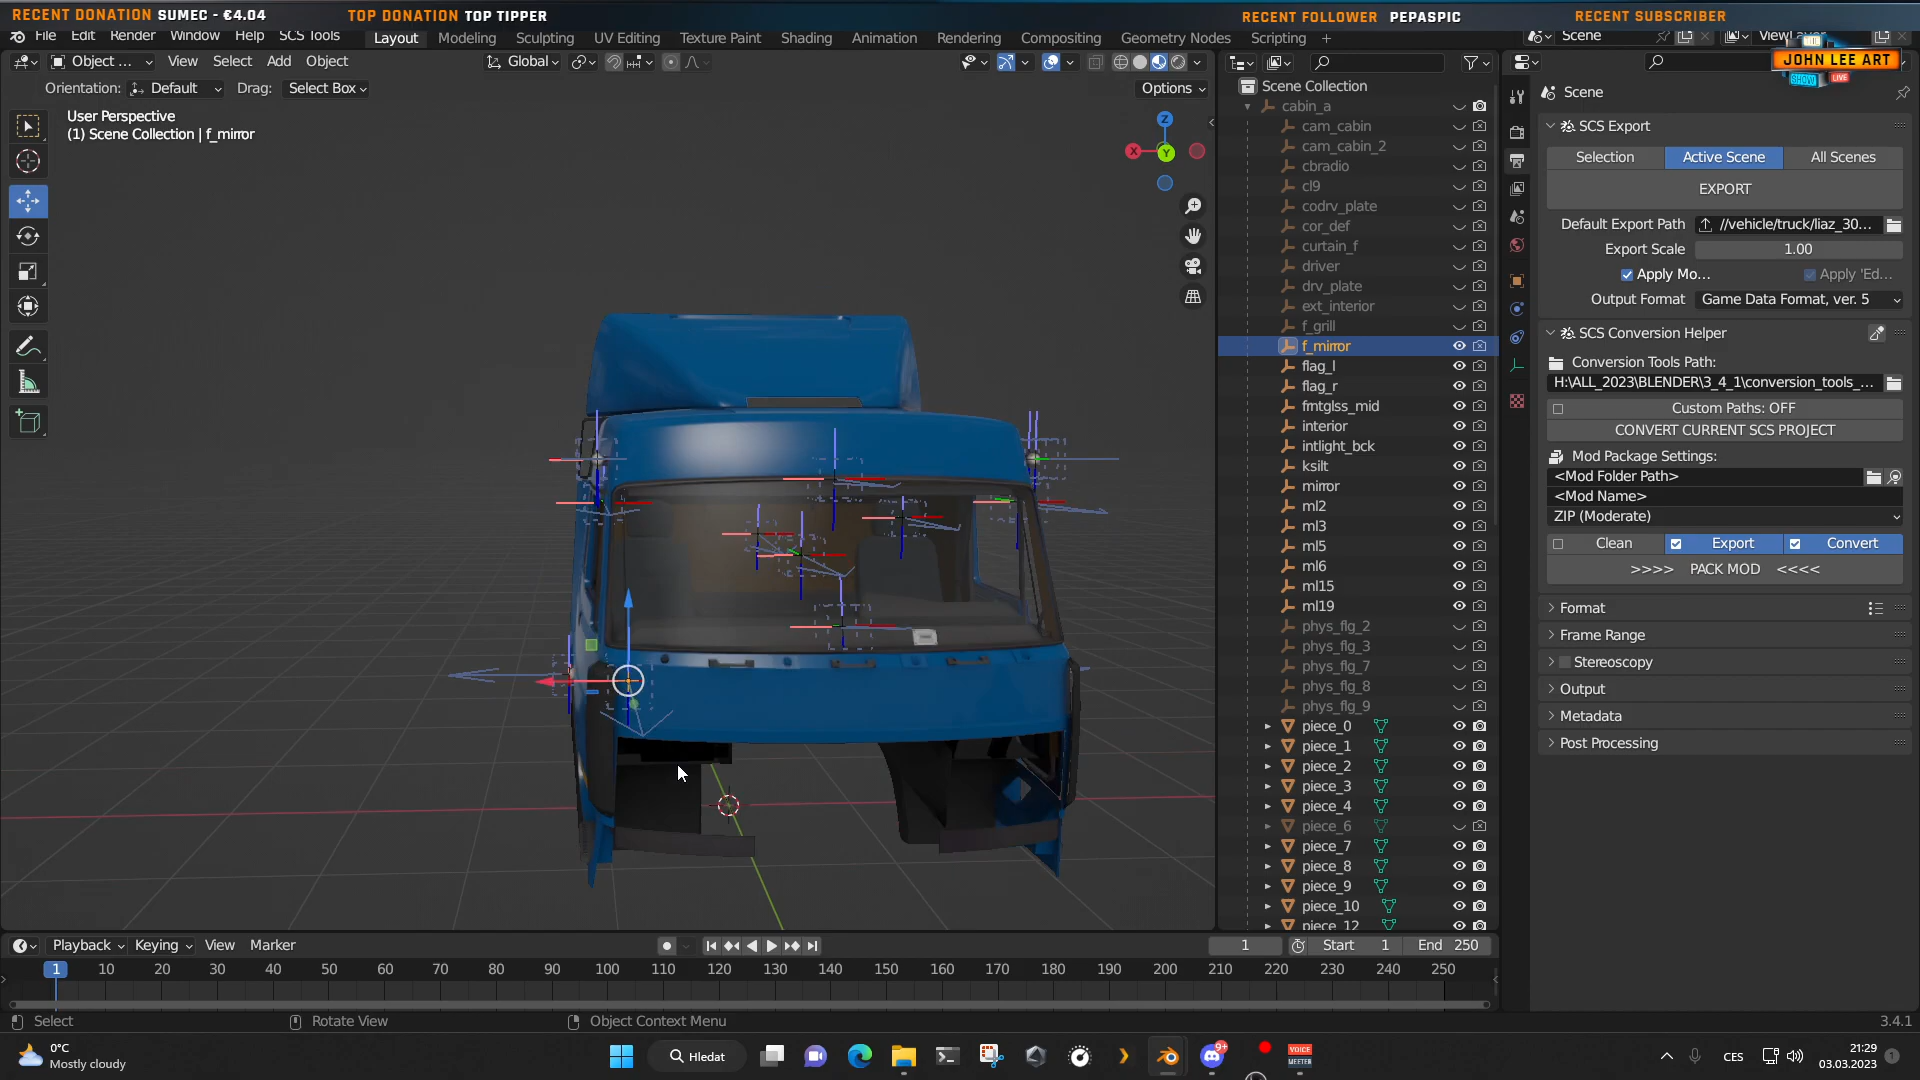 RECENT DONATION SUMEC - €4.04
TOP DONATION TOP TIPPER
RECENT FOLLOWER PEPASPIC
RECENT SUBSCRIBER
File Edit Render Window Help SCS Tools
Layout Modeling Sculpting UV Editing Texture Paint Shading Animation Rendering Compositing Geometry Nodes Scripting +
Scene
JOHN LEE ART
SHOW! LIVE
Object ... View Select Add Object
Global
Orientation: Default Drag: Select Box
Options
User Perspective
(1) Scene Collection | f_mirror
Z
X
Y
Scene Collection
cabin_a
cam_cabin
cam_cabin_2
cbradio
cl9
codrv_plate
cor_def
curtain_f
driver
drv_plate
ext_interior
f_grill
f_mirror
flag_l
flag_r
frntglss_mid
interior
intlight_bck
ksilt
mirror
ml2
ml3
ml5
ml6
ml15
ml19
phys_flg_2
phys_flg_3
phys_flg_7
phys_flg_8
phys_flg_9
piece_0
piece_1
piece_2
piece_3
piece_4
piece_6
piece_7
piece_8
piece_9
piece_10
piece_12
Scene
SCS Export
Selection Active Scene All Scenes
EXPORT
Default Export Path //vehicle/truck/liaz_30...
Export Scale 1.00
Apply Mo... Apply 'Ed...
Output Format Game Data Format, ver. 5
SCS Conversion Helper
Conversion Tools Path:
H:\ALL_2023\BLENDER\3_4_1\conversion_tools_...
Custom Paths: OFF
CONVERT CURRENT SCS PROJECT
Mod Package Settings:
<Mod Folder Path>
<Mod Name>
ZIP (Moderate)
Clean Export Convert
>>>> PACK MOD <<<<
Format
Frame Range
Stereoscopy
Output
Metadata
Post Processing
Playback Keying View Marker
1 Start 1 End 250
1 10 20 30 40 50 60 70 80 90 100 110 120 130 140 150 160 170 180 190 200 210 220 230 240 250
Select Rotate View Object Context Menu
3.4.1
0°C
Mostly cloudy
Hledat
9+
VOICE
MEETER
CES
21:29
03.03.2023
1